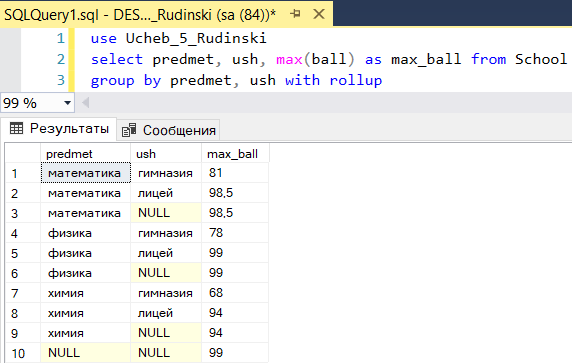 SQLQuery1.sql - DES..._Rudinski (sa (84))*
1 use Ucheb_5_Rudinski
2 select predmet, ush, max(ball) as max_ball from School
3 group by predmet, ush with rollup
99 %
Результаты Сообщения
predmet ush max_ball
1 математика гимназия 81
2 математика лицей 98,5
3 математика NULL 98,5
4 физика гимназия 78
5 физика лицей 99
6 физика NULL 99
7 химия гимназия 68
8 химия лицей 94
9 химия NULL 94
10 NULL NULL 99